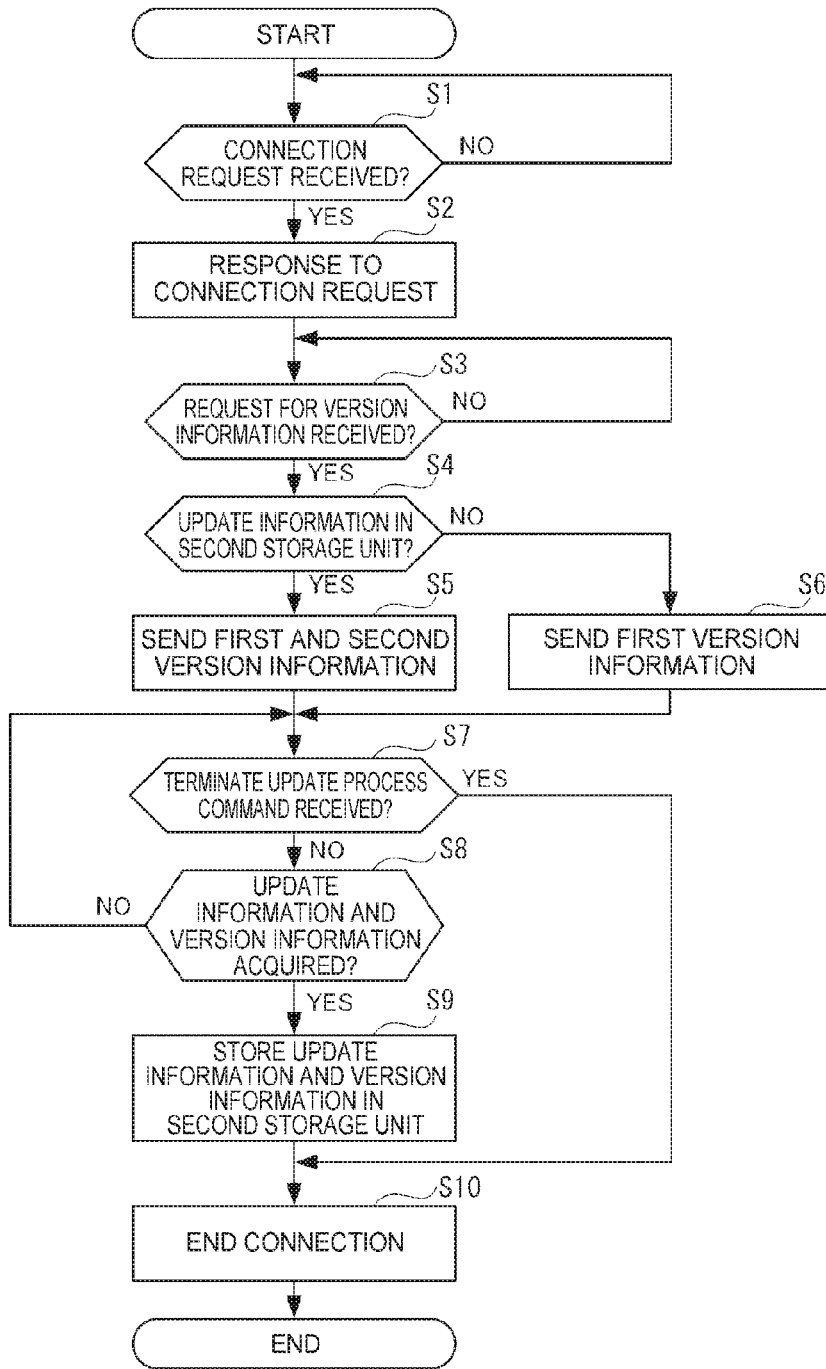 START
S1
CONNECTION
REQUEST RECEIVED?
NO
YES
S2
RESPONSE TO
CONNECTION REQUEST
S3
REQUEST FOR VERSION
INFORMATION RECEIVED?
NO
YES
S4
UPDATE INFORMATION IN
SECOND STORAGE UNIT?
NO
YES
S5
SEND FIRST AND SECOND
VERSION INFORMATION
S6
SEND FIRST VERSION
INFORMATION
S7
TERMINATE UPDATE PROCESS
COMMAND RECEIVED?
YES
NO
S8
UPDATE
INFORMATION AND
VERSION INFORMATION
ACQUIRED?
NO
YES
S9
STORE UPDATE
INFORMATION AND VERSION
INFORMATION IN
SECOND STORAGE UNIT
S10
END CONNECTION
END